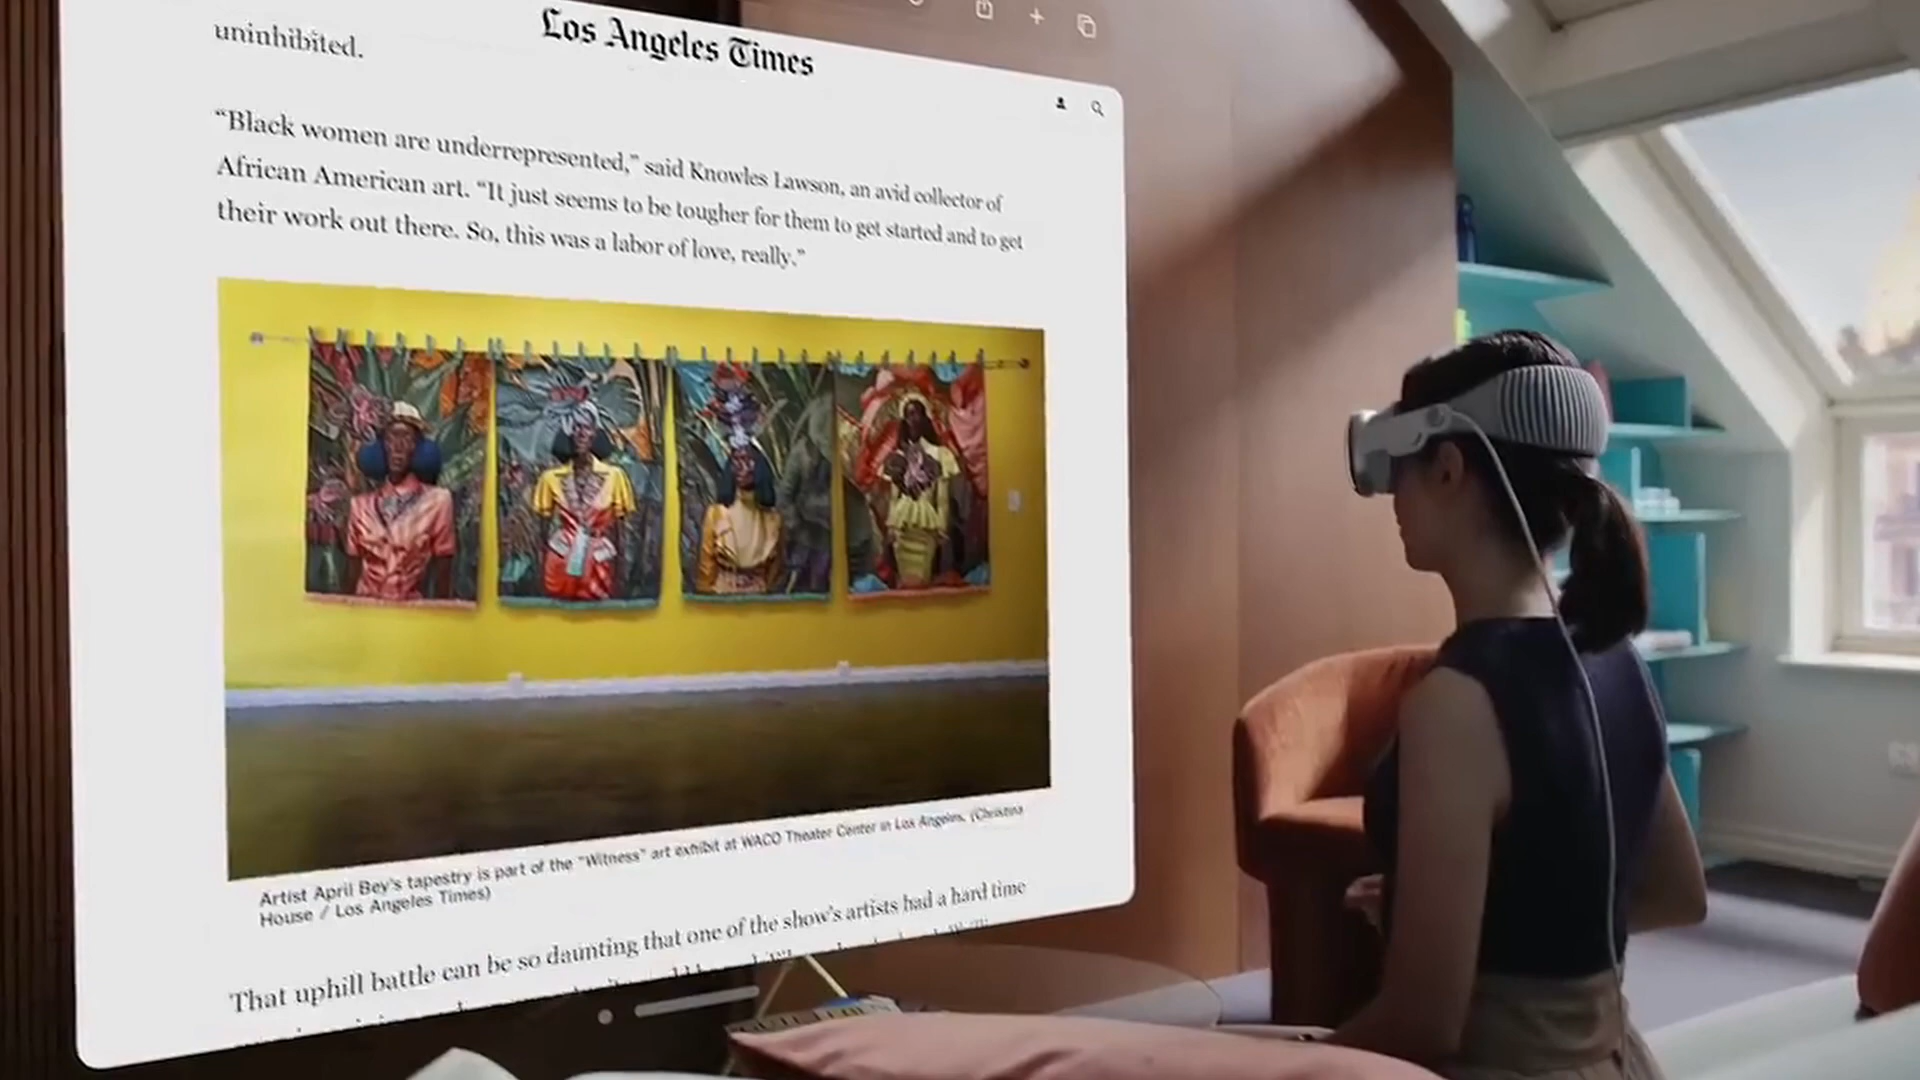 Los Angeles Times
uninhibited.
“Black women are underrepresented,” said Knowles Lawson, an avid collector of
African American art. “It just seems to be tougher for them to get started and to get
their work out there. So, this was a labor of love, really.”
Artist April Bey's tapestry is part of the "Witness" art exhibit at WACO Theater Center in Los Angeles. (Christina
House / Los Angeles Times)
That uphill battle can be so daunting that one of the show’s artists had a hard time